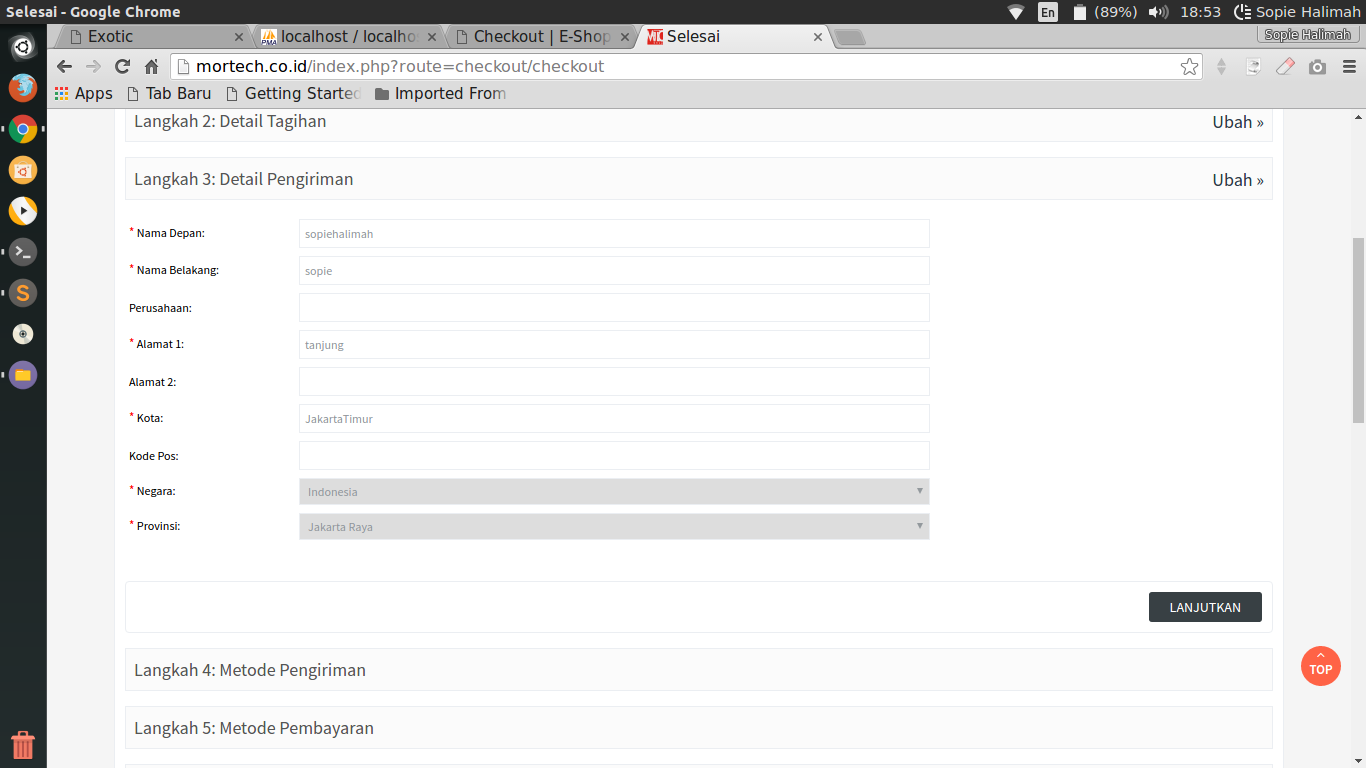 Selesai - Google Chrome
En (89%) 18:53 Sopie Halimah
Exotic × localhost / localho × Checkout | E-Shop × Selesai × Sopie Halimah
mortech.co.id/index.php?route=checkout/checkout
Apps Tab Baru Getting Started Imported From
Langkah 2: Detail Tagihan Ubah »
Langkah 3: Detail Pengiriman Ubah »
* Nama Depan: sopiehalimah
* Nama Belakang: sopie
Perusahaan:
* Alamat 1: tanjung
Alamat 2:
* Kota: JakartaTimur
Kode Pos:
* Negara: Indonesia
* Provinsi: Jakarta Raya
LANJUTKAN
Langkah 4: Metode Pengiriman
TOP
Langkah 5: Metode Pembayaran